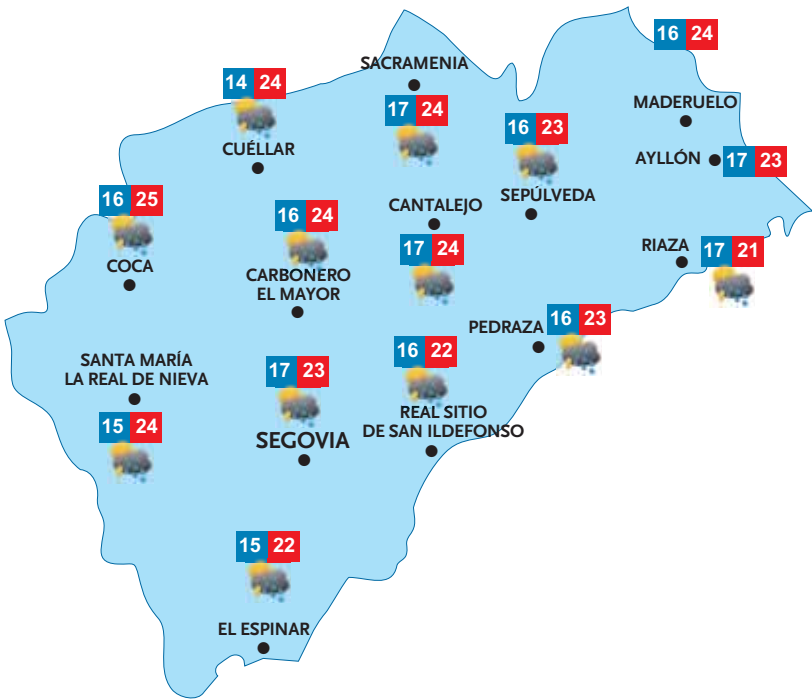 16 24
SACRAMENIA
14 24
17 24
MADERUELO
16 23
CUÉLLAR
AYLLÓN 17 23
16 25
SEPÚLVEDA
16 24
CANTALEJO
17 24
RIAZA 17 21
COCA
CARBONERO
EL MAYOR
16 23
PEDRAZA
SANTA MARÍA
LA REAL DE NIEVA
16 22
17 23
15 24
REAL SITIO
DE SAN ILDEFONSO
SEGOVIA
15 22
EL ESPINAR